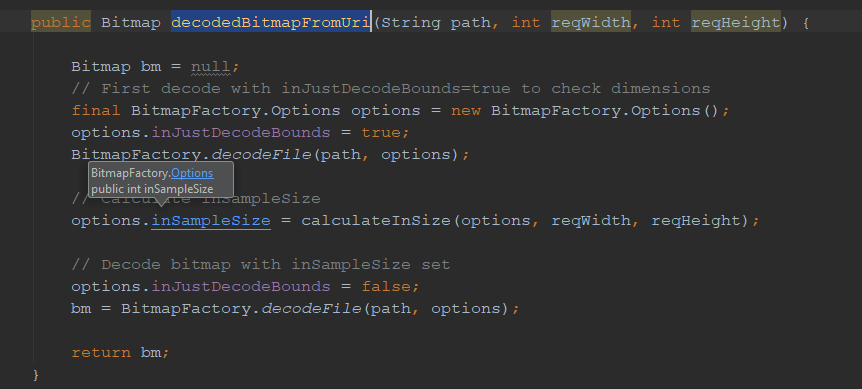 public Bitmap decodedBitmapFromUri(String path, int reqWidth, int reqHeight) {
Bitmap bm = null;
// First decode with inJustDecodeBounds=true to check dimensions
final BitmapFactory.Options options = new BitmapFactory.Options();
options.inJustDecodeBounds = true;
BitmapFactory.decodeFile(path, options);
BitmapFactory.Options
public int inSampleSize
// Calculate inSampleSize
options.inSampleSize = calculateInSize(options, reqWidth, reqHeight);
// Decode bitmap with inSampleSize set
options.inJustDecodeBounds = false;
bm = BitmapFactory.decodeFile(path, options);
return bm;
}